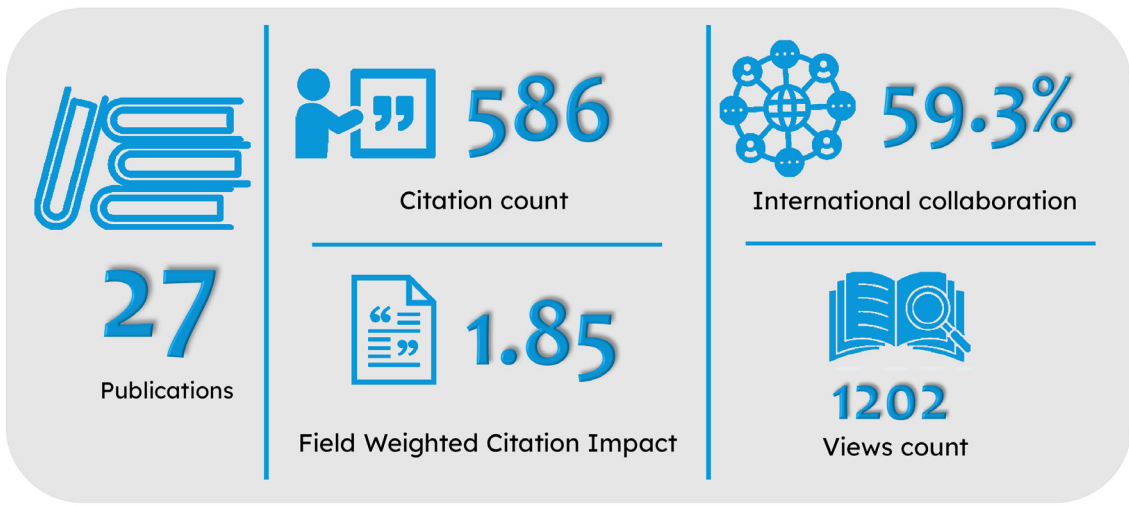 27
Publications
586
Citation count
1.85
Field Weighted Citation Impact
59.3%
International collaboration
1202
Views count